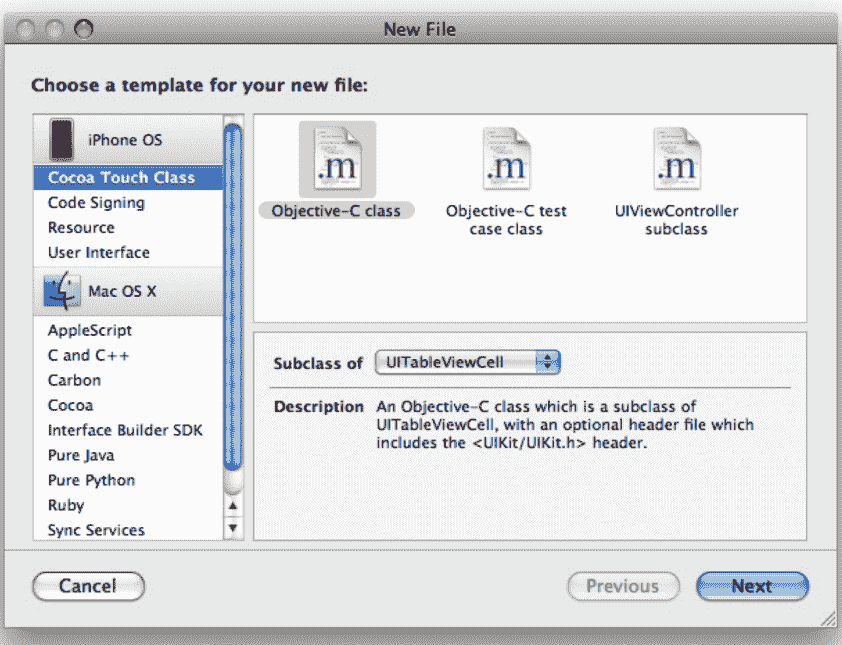 New File
Choose a template for your new file:
iPhone OS
Cocoa Touch Class
Code Signing
Resource
User Interface
Mac OS X
AppleScript
C and C++
Carbon
Cocoa
Interface Builder SDK
Pure Java
Pure Python
Ruby
Sync Services
.m
.m
.m
Objective-C class
Objective-C test
case class
UIViewController
subclass
Subclass of UITableViewCell
Description An Objective-C class which is a subclass of
UITableViewCell, with an optional header file which
includes the <UIKit/UIKit.h> header.
Cancel
Previous
Next